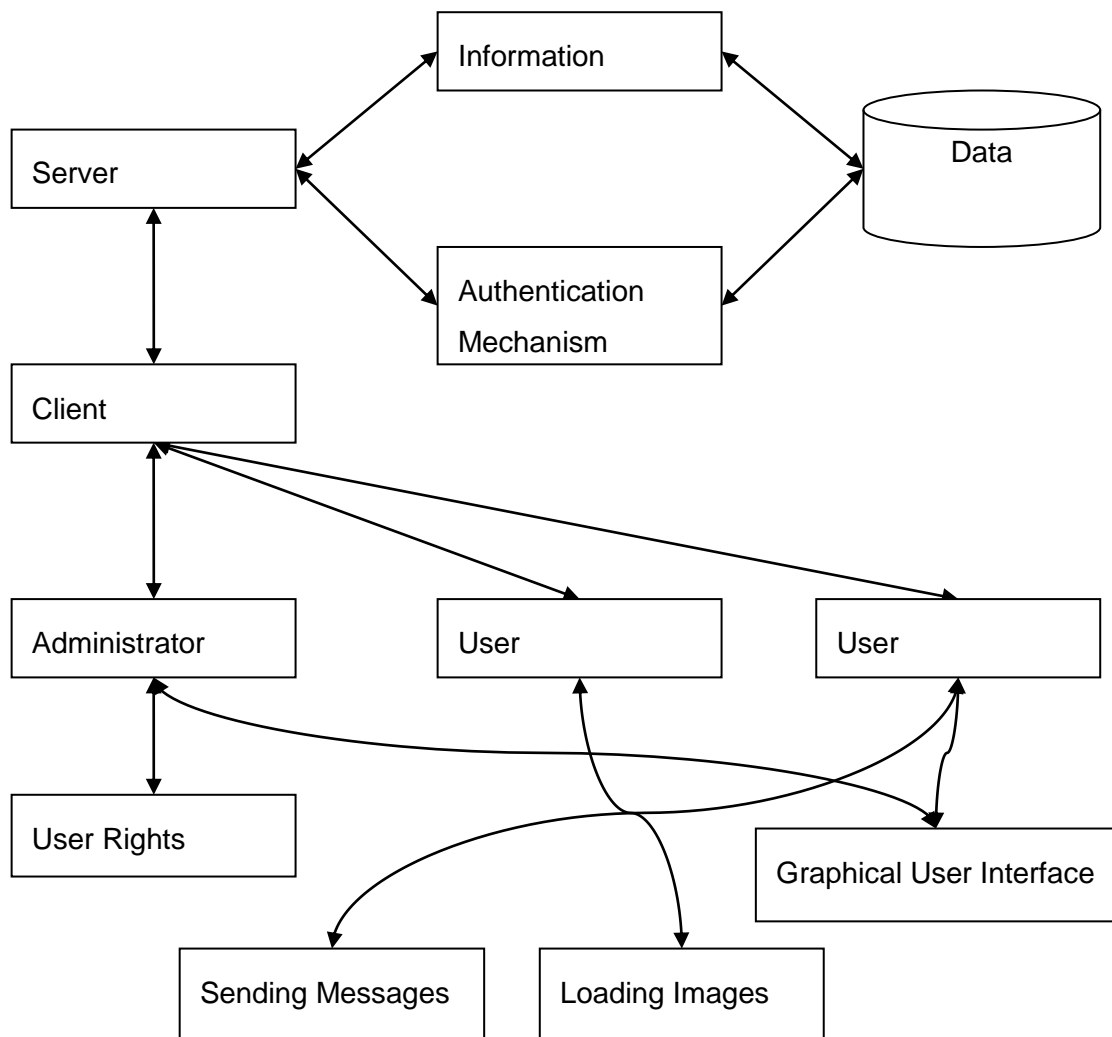 Information
Data
Server
Authentication
Mechanism
Client
Administrator
User
User
User Rights
Graphical User Interface
Sending Messages
Loading Images